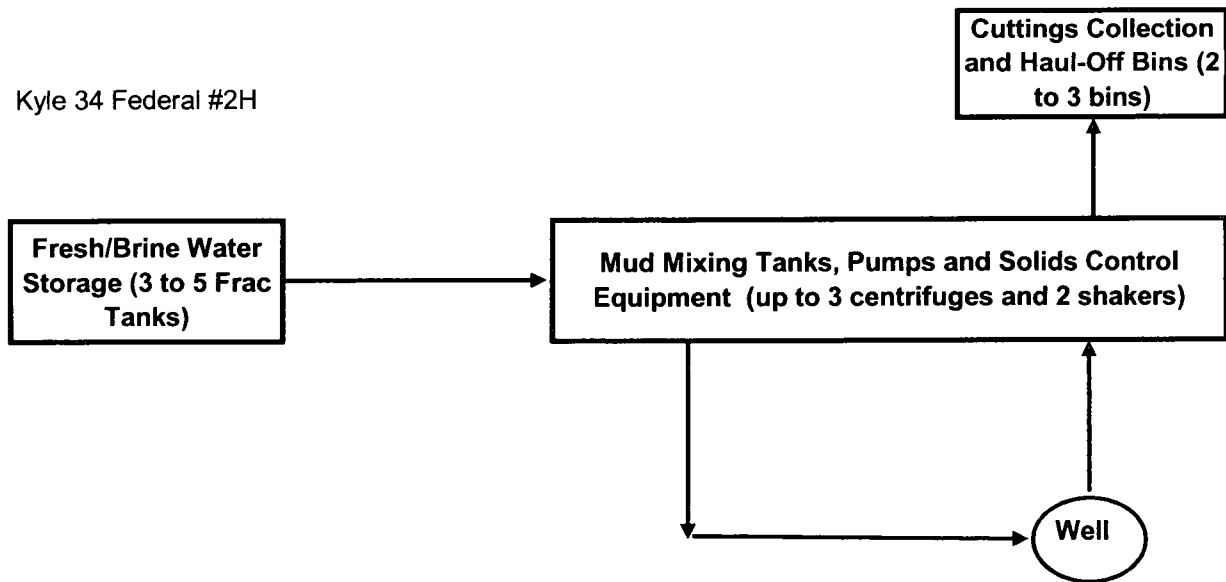 Cuttings Collection
and Haul-Off Bins (2
to 3 bins)
Kyle 34 Federal #2H
Fresh/Brine Water
Storage (3 to 5 Frac
Tanks)
Mud Mixing Tanks, Pumps and Solids Control
Equipment (up to 3 centrifuges and 2 shakers)
Well